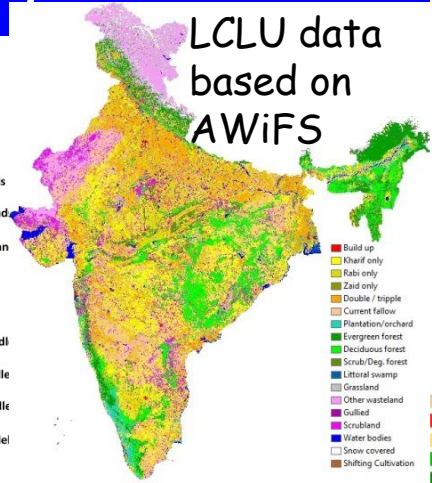 LCLU data
based on
AWiFS
Build up
Kharif only
Rabi only
Zaid only
Double / tripple
Current fallow
Plantation/orchard
Evergreen forest
Deciduous forest
Scrub/Deg. forest
Littoral swamp
Grassland
Other wasteland
Gullied
Scrubland
Water bodies
Snow covered
Shifting Cultivation